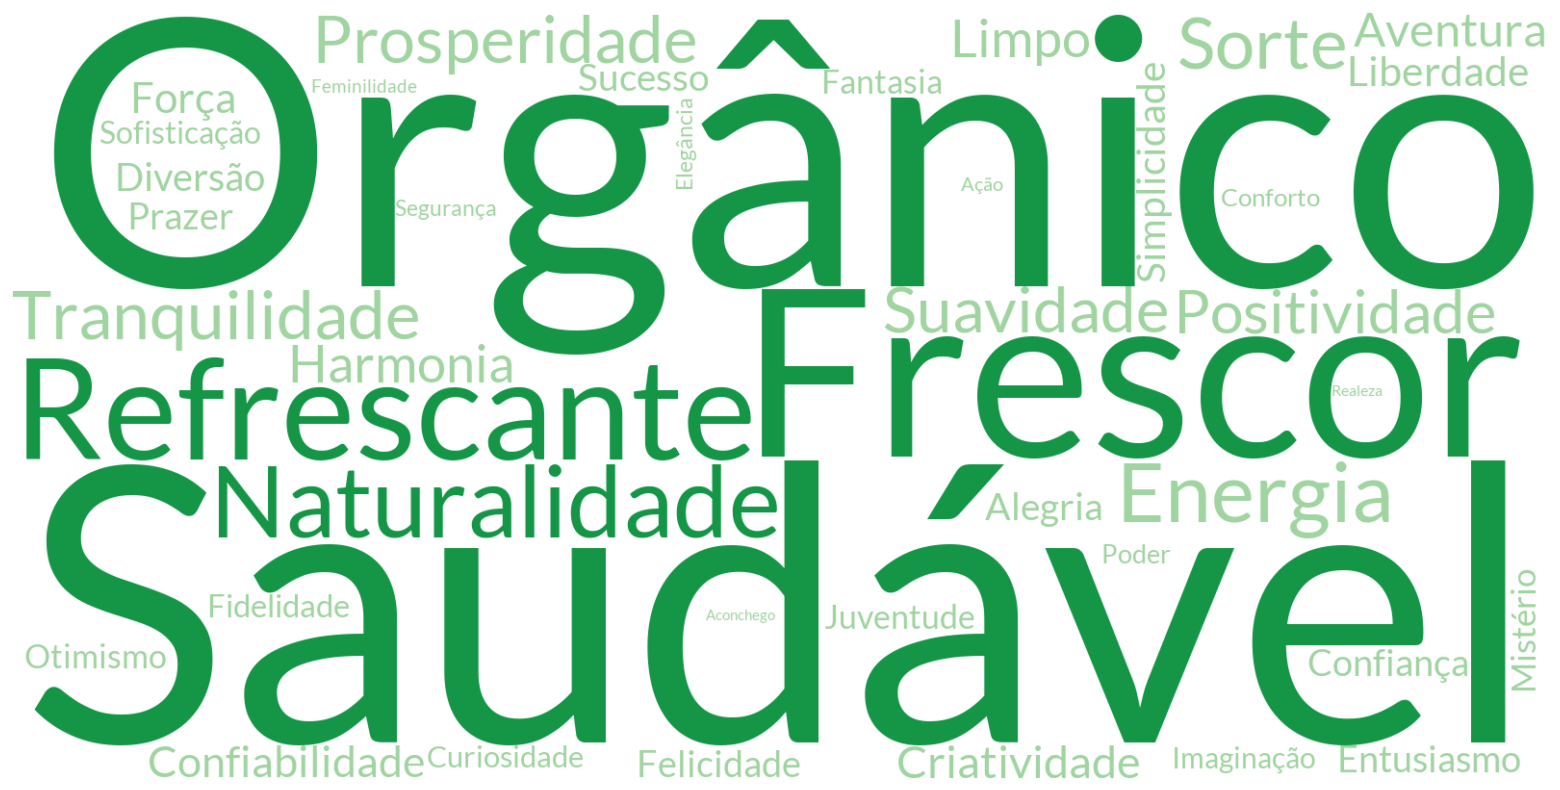 Orgânico
Prosperidade
Limpo
Sorte
Aventura
Liberdade
Sucesso
Fantasia
Feminilidade
Força
Sofisticação
Diversão
Prazer
Segurança
Elegância
Ação
Simplicidade
Conforto
Tranquilidade
Suavidade
Positividade
Harmonia
Refrescante
Frescor
Realeza
Naturalidade
Alegria
Energia
Saudável
Poder
Fidelidade
Aconchego
Juventude
Mistério
Otimismo
Confiança
Confiabilidade
Curiosidade
Felicidade
Criatividade
Imaginação
Entusiasmo